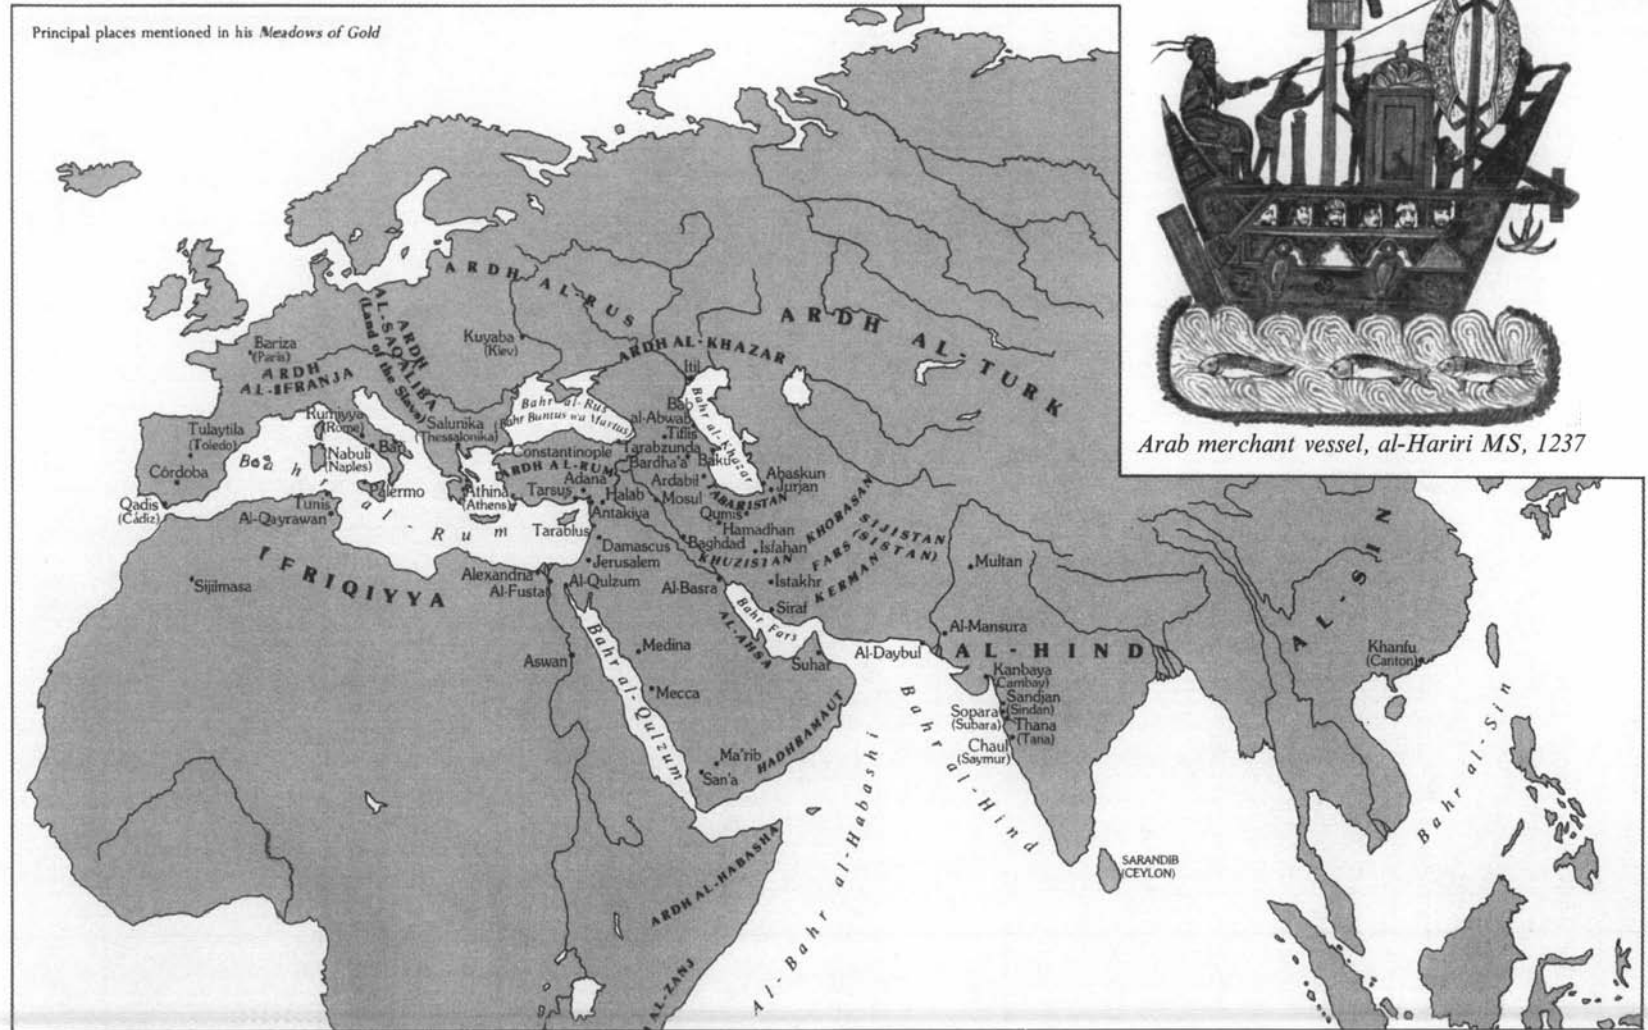 Principal places mentioned in his Meadows of Gold
Arab merchant vessel, al-Hariri MS, 1237
ARDH AL-RUS
ARDH AL-TURK
ARDH AL-KHAZAR
ARDH
AL-SAQALIBA
(Land of the Slavs)
Kuyaba
(Kiev)
Bariza
(Paris)
ARDH
AL-IFRANJA
Itil
Bahr al-Khazar
Bahr al-Rus
Bahr Buntus wa Maytus
Bab
al-Abwab
Tiflis
Tarabzunda
Bardha'a
Baku
Rumiyya
(Rome)
Salunika
(Thessalonika)
Tulaytila
(Toledo)
Nabuli
(Naples)
Bari
Constantinople
ARDH AL-RUM
Adana
Tarsus
Halab
Antakiya
Ardabil
Mosul
Abaskun
Jurjan
Córdoba
Qadis
(Cádiz)
Palermo
Athina
(Athens)
Tunis
Al-Qayrawan
Bahr al-Rum
Tarablus
Qumis
Hamadhan
KHORASAN
SIJISTAN
(SISTAN)
Baghdad
Isfahan
FARS
KERMAN
KHUZISTAN
Damascus
Jerusalem
IFRIQIYYA
Sijilmasa
Alexandria
Al-Fustat
Al-Qulzum
Al-Basra
Istakhr
Siraf
Bahr Fars
AL-AHSA
Suhar
Multan
Al-Mansura
Al-Daybul
AL-HIND
AL-SIN
Khanfu
(Canton)
Aswan
Medina
Mecca
Bahr al-Qulzum
Kanbaya
(Cambay)
Sandjan
(Sindan)
Sopara
(Subara)
Thana
(Tana)
Chaul
(Saymur)
Ma'rib
San'a
HADHRAMAUT
Bahr al-Hind
Bahr al-Sin
Al-Bahr al-Habashi
SARANDIB
(CEYLON)
ARDH AL-HABASHA
AL-ZANJ